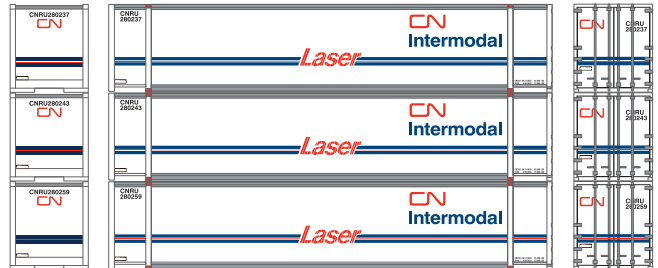 CNRU280237
CN
CNRU
280237
CN
Intermodal
Laser
CN
CNRU
280237
CNRU280243
CN
CNRU
280243
CN
Intermodal
Laser
CN
CNRU
280243
CNRU280259
CN
CNRU
280259
CN
Intermodal
Laser
CN
CNRU
280259